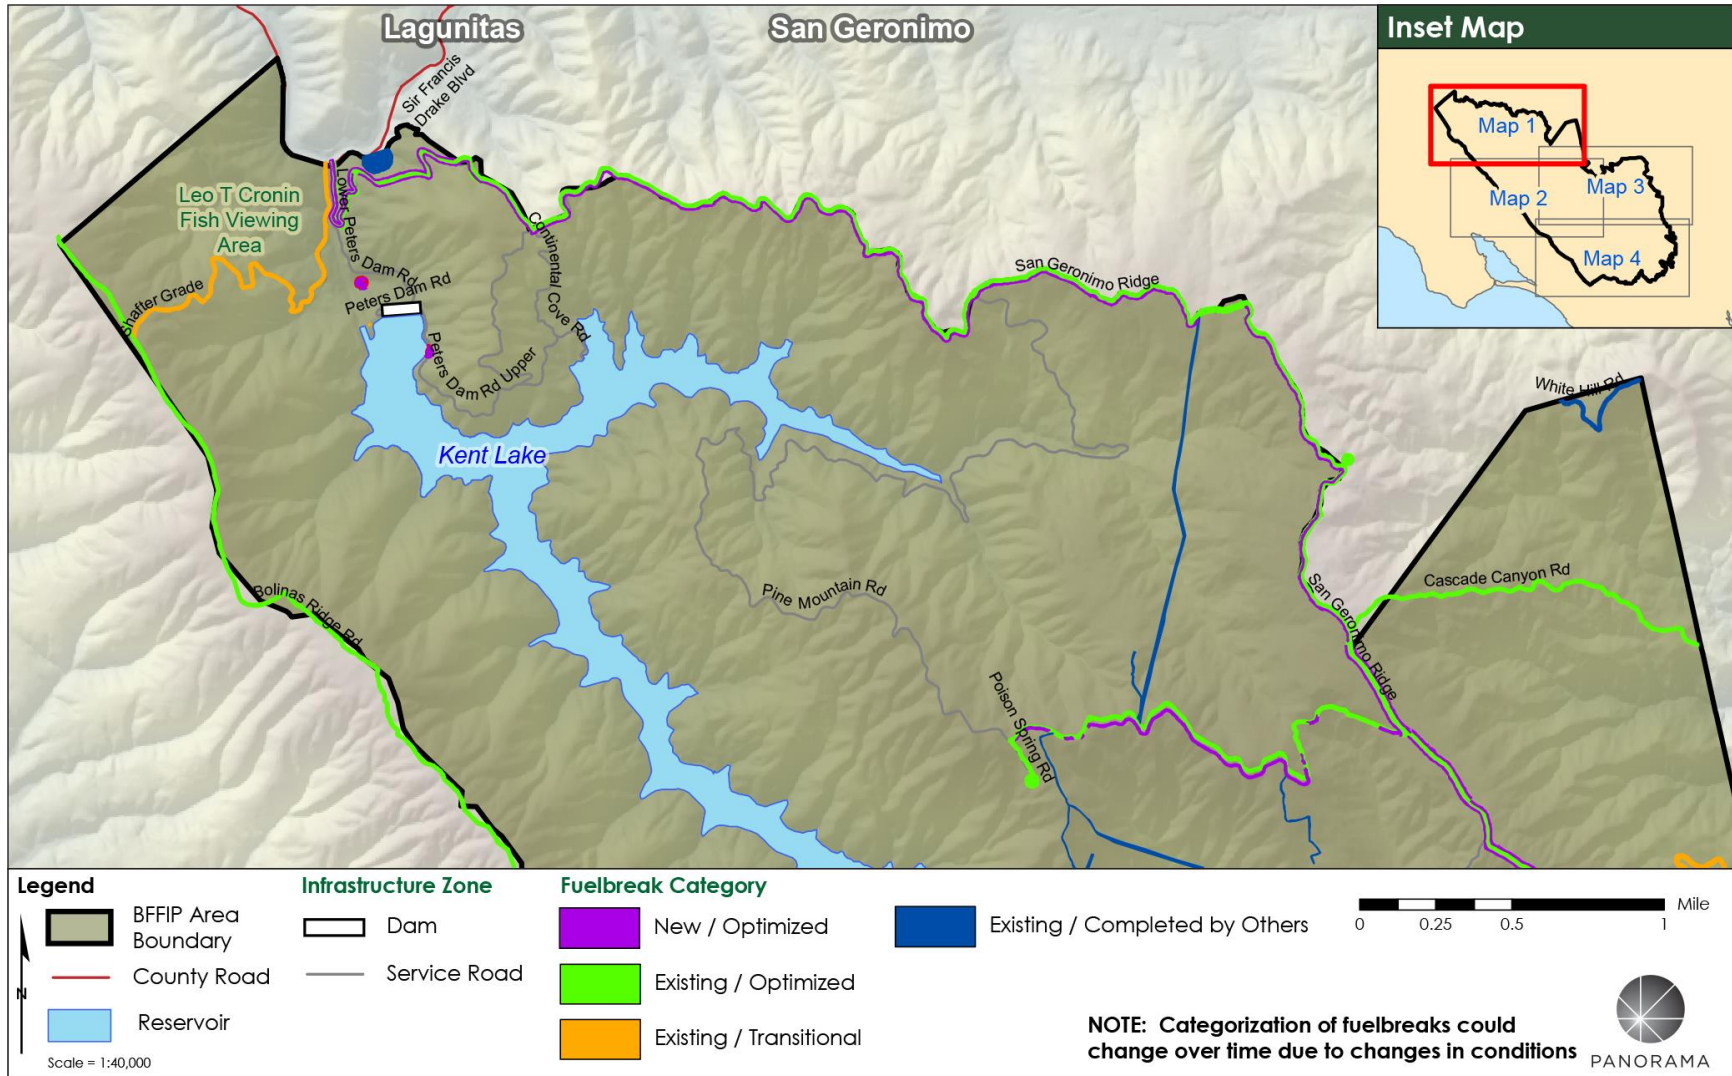 Lagunitas
San Geronimo
Sir Francis
Drake Blvd
Inset Map
Map 1
Map 2
Map 3
Map 4
Leo T Cronin
Fish Viewing
Area
Lower Peters Dam Rd
Shafter Grade
Peters Dam Rd
Continental Cove Rd
Peters Dam Rd Upper
San Geronimo Ridge
White Hill Rd
Kent Lake
Bolinas Ridge Rd
Pine Mountain Rd
Cascade Canyon Rd
San Geronimo Ridge
Poison Spring Rd
Legend
BFFIP Area
Boundary
County Road
Reservoir
Scale = 1:40,000
N
Infrastructure Zone
Dam
Service Road
Fuelbreak Category
New / Optimized
Existing / Optimized
Existing / Transitional
Existing / Completed by Others
Mile
0 0.25 0.5 1
NOTE: Categorization of fuelbreaks could
change over time due to changes in conditions
PANORAMA